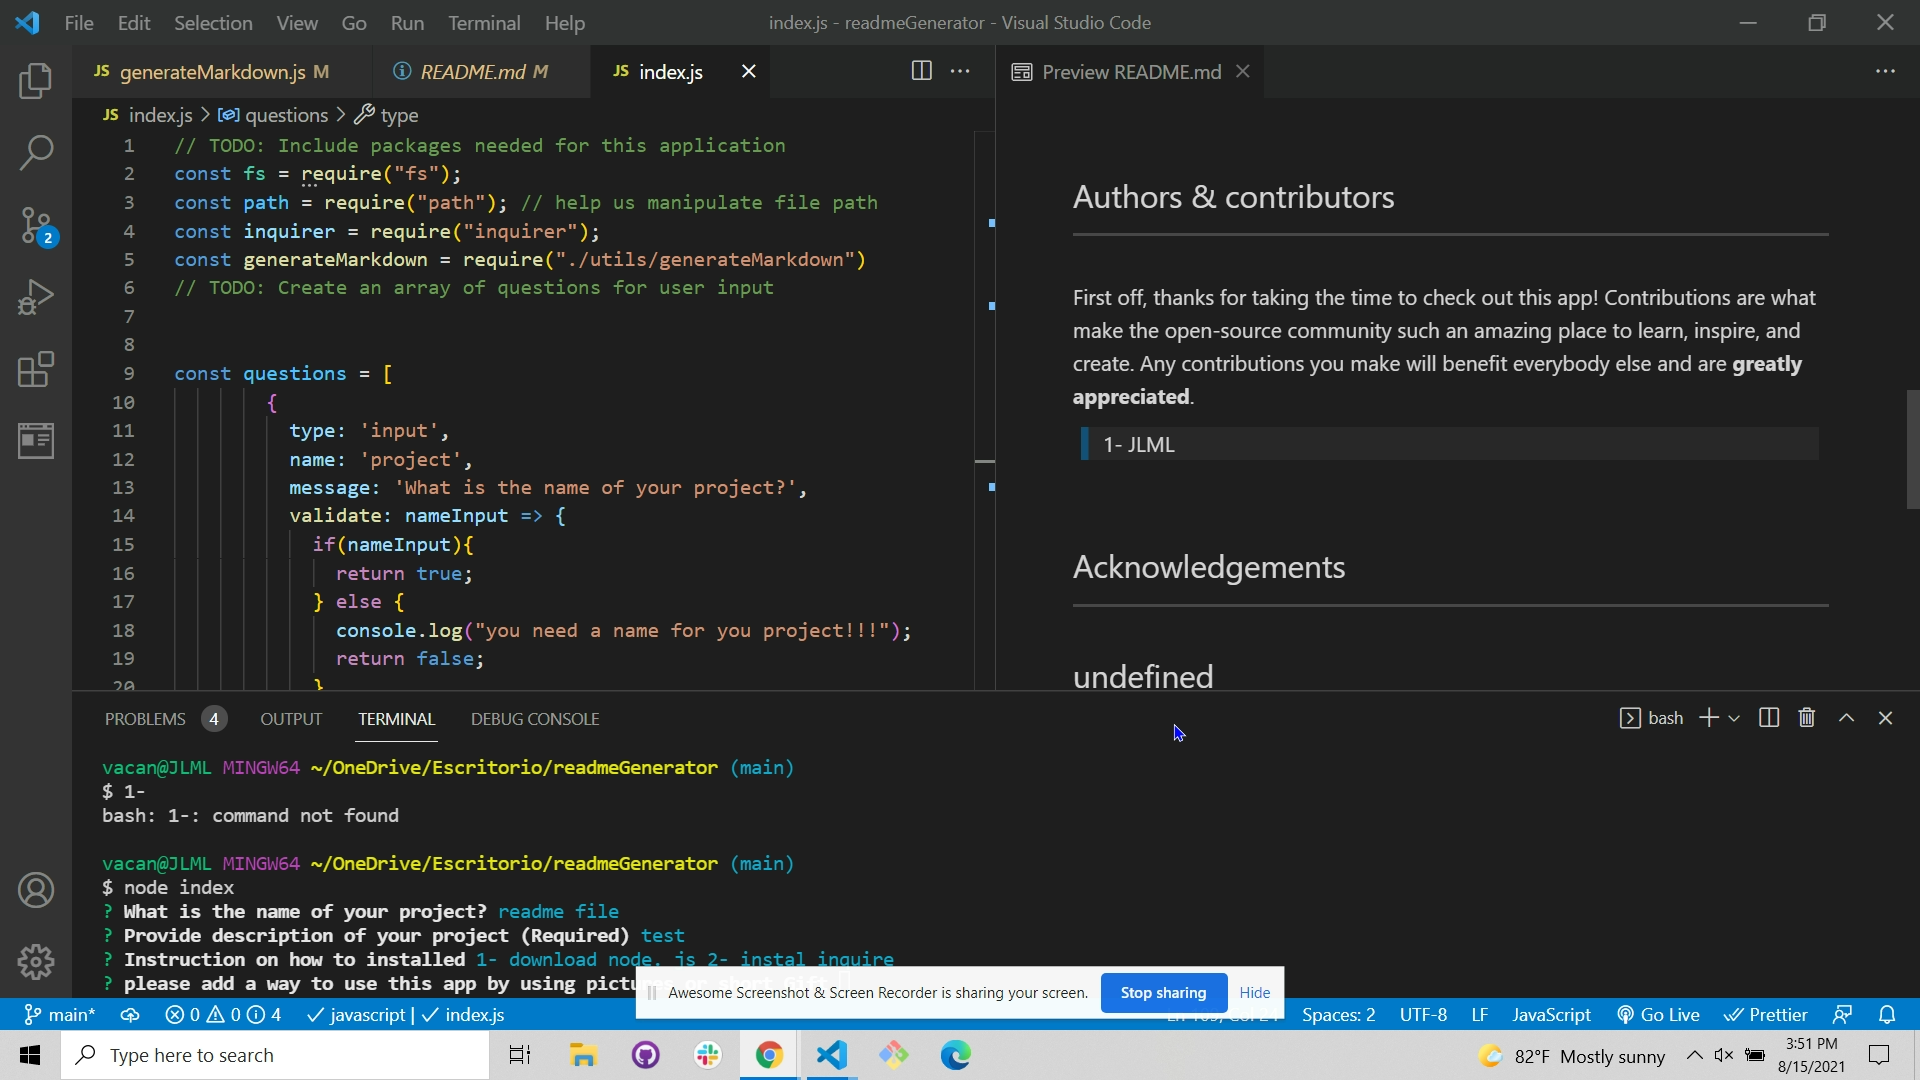 File Edit Selection View Go Run Terminal Help
index.js - readmeGenerator - Visual Studio Code
JS generateMarkdown.js M
README.md M
JS index.js
Preview README.md
JS index.js > questions > type
1 // TODO: Include packages needed for this application
2 const fs = require("fs");
3 const path = require("path"); // help us manipulate file path
4 const inquirer = require("inquirer");
5 const generateMarkdown = require("./utils/generateMarkdown")
6 // TODO: Create an array of questions for user input
7
8
9 const questions = [
10 {
11 type: 'input',
12 name: 'project',
13 message: 'What is the name of your project?',
14 validate: nameInput => {
15 if(nameInput){
16 return true;
17 } else {
18 console.log("you need a name for you project!!!");
19 return false;
20 }
Authors & contributors
First off, thanks for taking the time to check out this app! Contributions are what
make the open-source community such an amazing place to learn, inspire, and
create. Any contributions you make will benefit everybody else and are greatly
appreciated.
1- JLML
Acknowledgements
undefined
2
PROBLEMS 4 OUTPUT TERMINAL DEBUG CONSOLE
bash
vacan@JLML MINGW64 ~/OneDrive/Escritorio/readmeGenerator (main)
$ 1-
bash: 1-: command not found
vacan@JLML MINGW64 ~/OneDrive/Escritorio/readmeGenerator (main)
$ node index
? What is the name of your project? readme file
? Provide description of your project (Required) test
? Instruction on how to installed 1- download node. js 2- instal inquire
? please add a way to use this app by using
Awesome Screenshot & Screen Recorder is sharing your screen. Stop sharing Hide
main* 0 0 4 javascript | index.js
Spaces: 2 UTF-8 LF JavaScript Go Live Prettier
Type here to search
82°F Mostly sunny
3:51 PM
8/15/2021